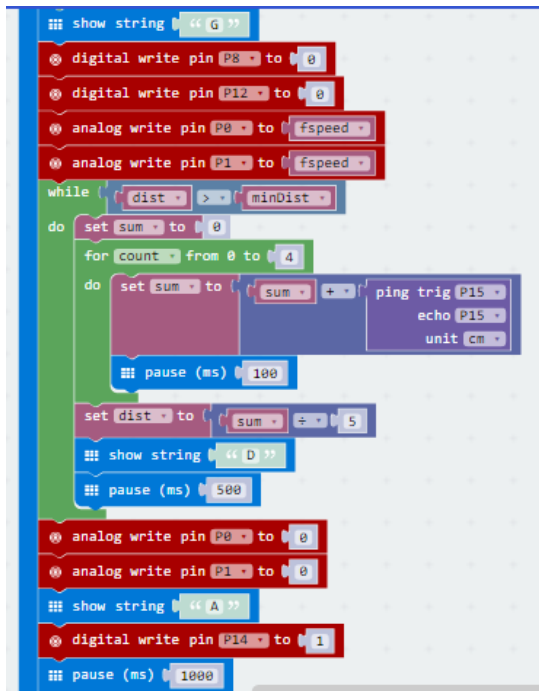 show string “ G ”
digital write pin P8 to 0
digital write pin P12 to 0
analog write pin P0 to fspeed
analog write pin P1 to fspeed
while dist > minDist
do set sum to 0
for count from 0 to 4
do set sum to sum + ping trig P15
echo P15
unit cm
pause (ms) 100
set dist to sum ÷ 5
show string “ D ”
pause (ms) 500
analog write pin P0 to 0
analog write pin P1 to 0
show string “ A ”
digital write pin P14 to 1
pause (ms) 1000